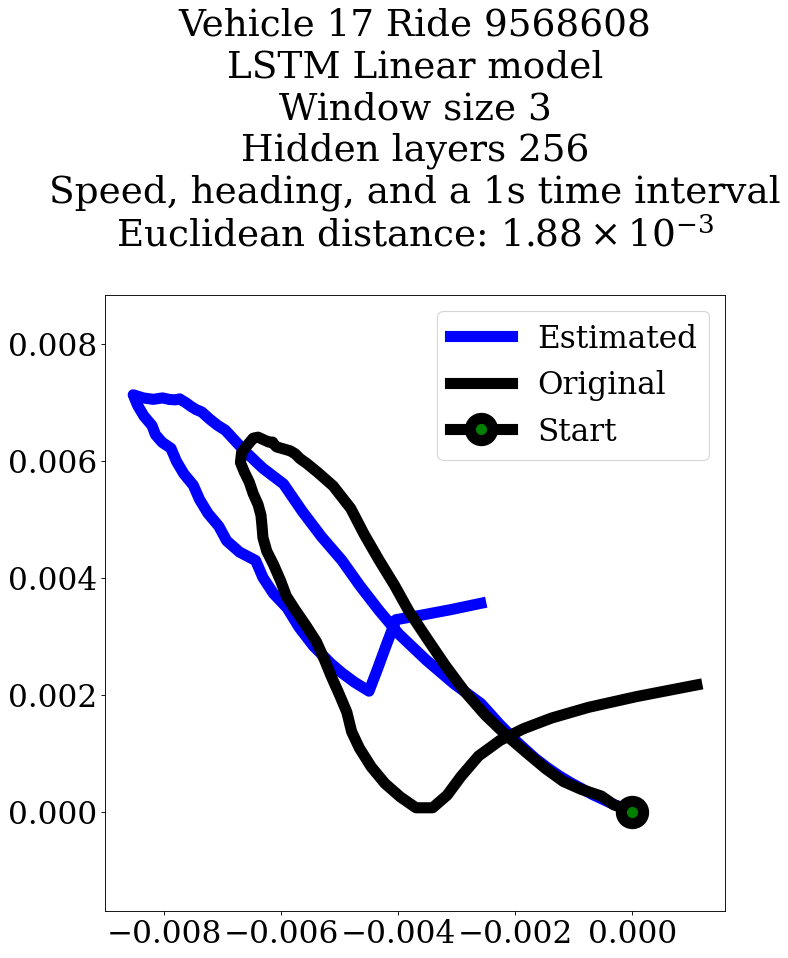 Vehicle 17 Ride 9568608
LSTM Linear model
Window size 3
Hidden layers 256
Speed, heading, and a 1s time interval
Euclidean distance: 1.88 × 10⁻³
Estimated
Original
Start
0.008
0.006
0.004
0.002
0.000
−0.008 −0.006 −0.004 −0.002 0.000